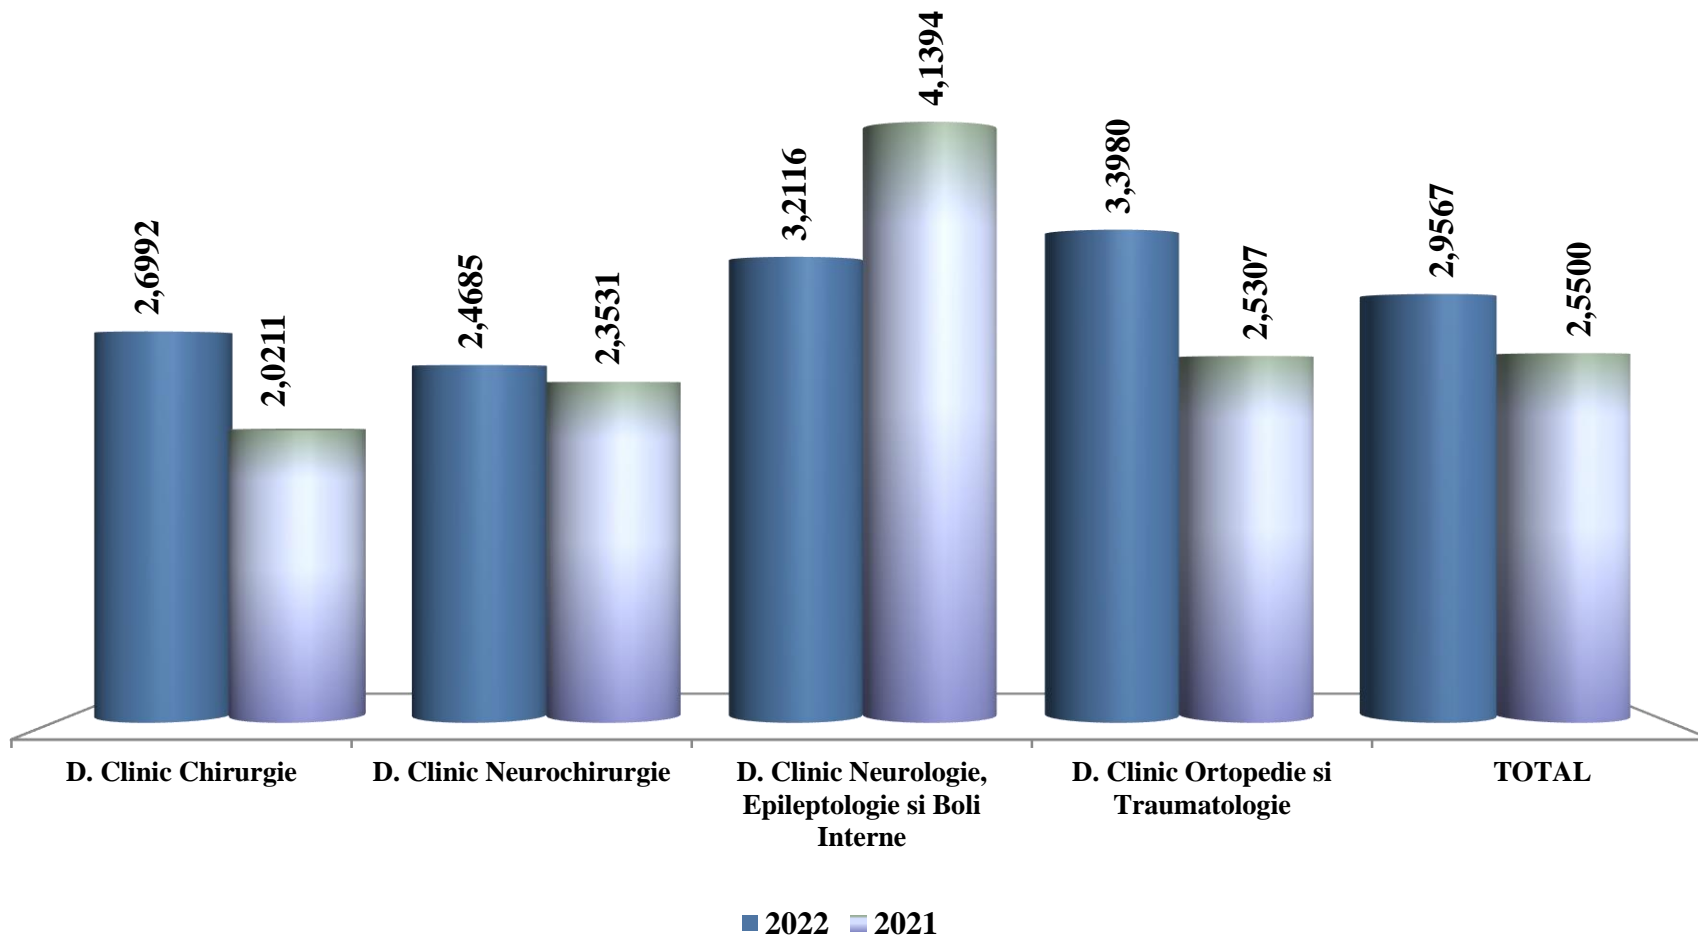 2,6992
2,0211
2,4685
2,3531
3,2116
4,1394
3,3980
2,5307
2,9567
2,5500
D. Clinic Chirurgie
D. Clinic Neurochirurgie
D. Clinic Neurologie,
Epileptologie si Boli
Interne
D. Clinic Ortopedie si
Traumatologie
TOTAL
2022
2021